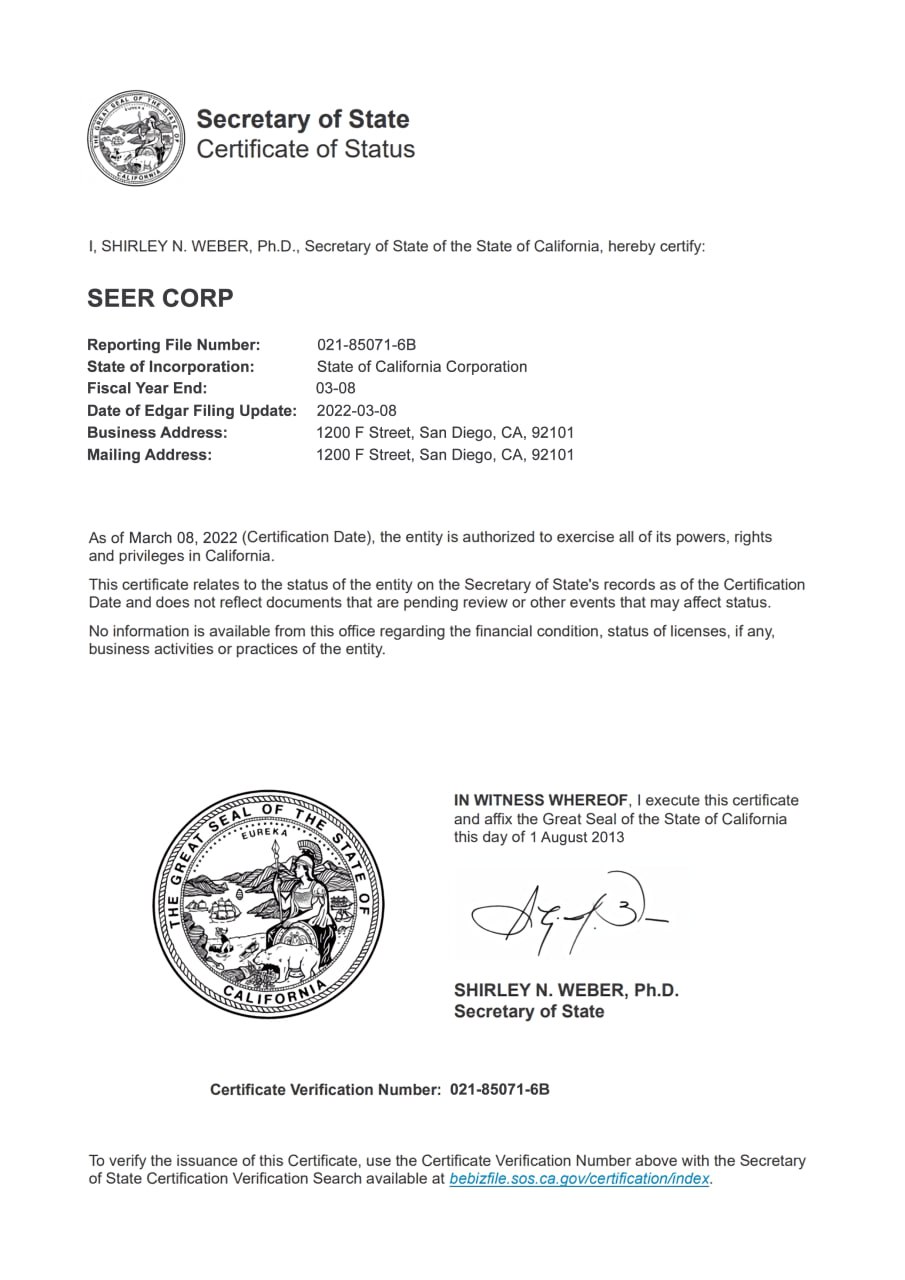 THE GREAT SEAL OF THE STATE OF
EUREKA
CALIFORNIA
Secretary of State
Certificate of Status
I, SHIRLEY N. WEBER, Ph.D., Secretary of State of the State of California, hereby certify:
SEER CORP
Reporting File Number: 021-85071-6B
State of Incorporation: State of California Corporation
Fiscal Year End: 03-08
Date of Edgar Filing Update: 2022-03-08
Business Address: 1200 F Street, San Diego, CA, 92101
Mailing Address: 1200 F Street, San Diego, CA, 92101
As of March 08, 2022 (Certification Date), the entity is authorized to exercise all of its powers, rights
and privileges in California.
This certificate relates to the status of the entity on the Secretary of State's records as of the Certification
Date and does not reflect documents that are pending review or other events that may affect status.
No information is available from this office regarding the financial condition, status of licenses, if any,
business activities or practices of the entity.
THE GREAT SEAL OF THE STATE OF
EUREKA
CALIFORNIA
IN WITNESS WHEREOF, I execute this certificate
and affix the Great Seal of the State of California
this day of 1 August 2013
SHIRLEY N. WEBER, Ph.D.
Secretary of State
Certificate Verification Number: 021-85071-6B
To verify the issuance of this Certificate, use the Certificate Verification Number above with the Secretary
of State Certification Verification Search available at bebizfile.sos.ca.gov/certification/index.